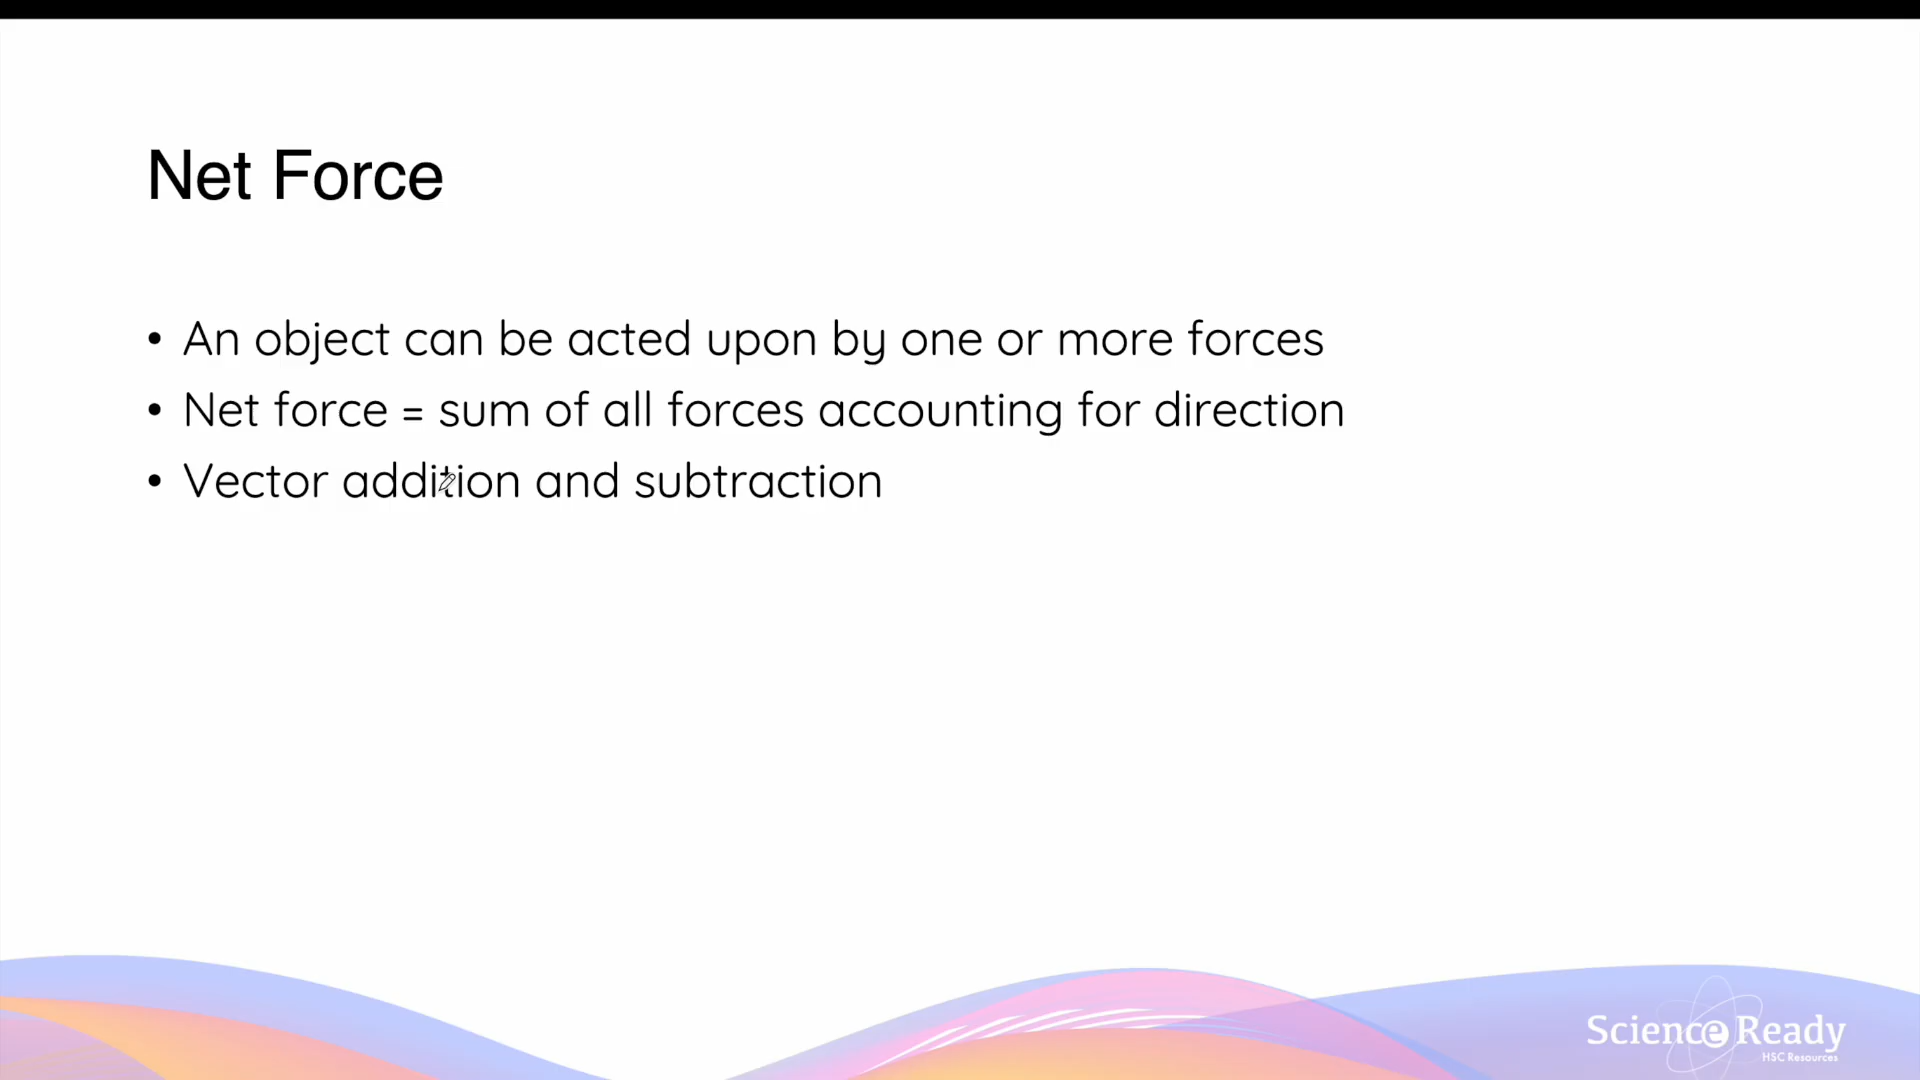 Net Force
• An object can be acted upon by one or more forces
• Net force = sum of all forces accounting for direction
• Vector addition and subtraction
Science Ready
HSC Resources